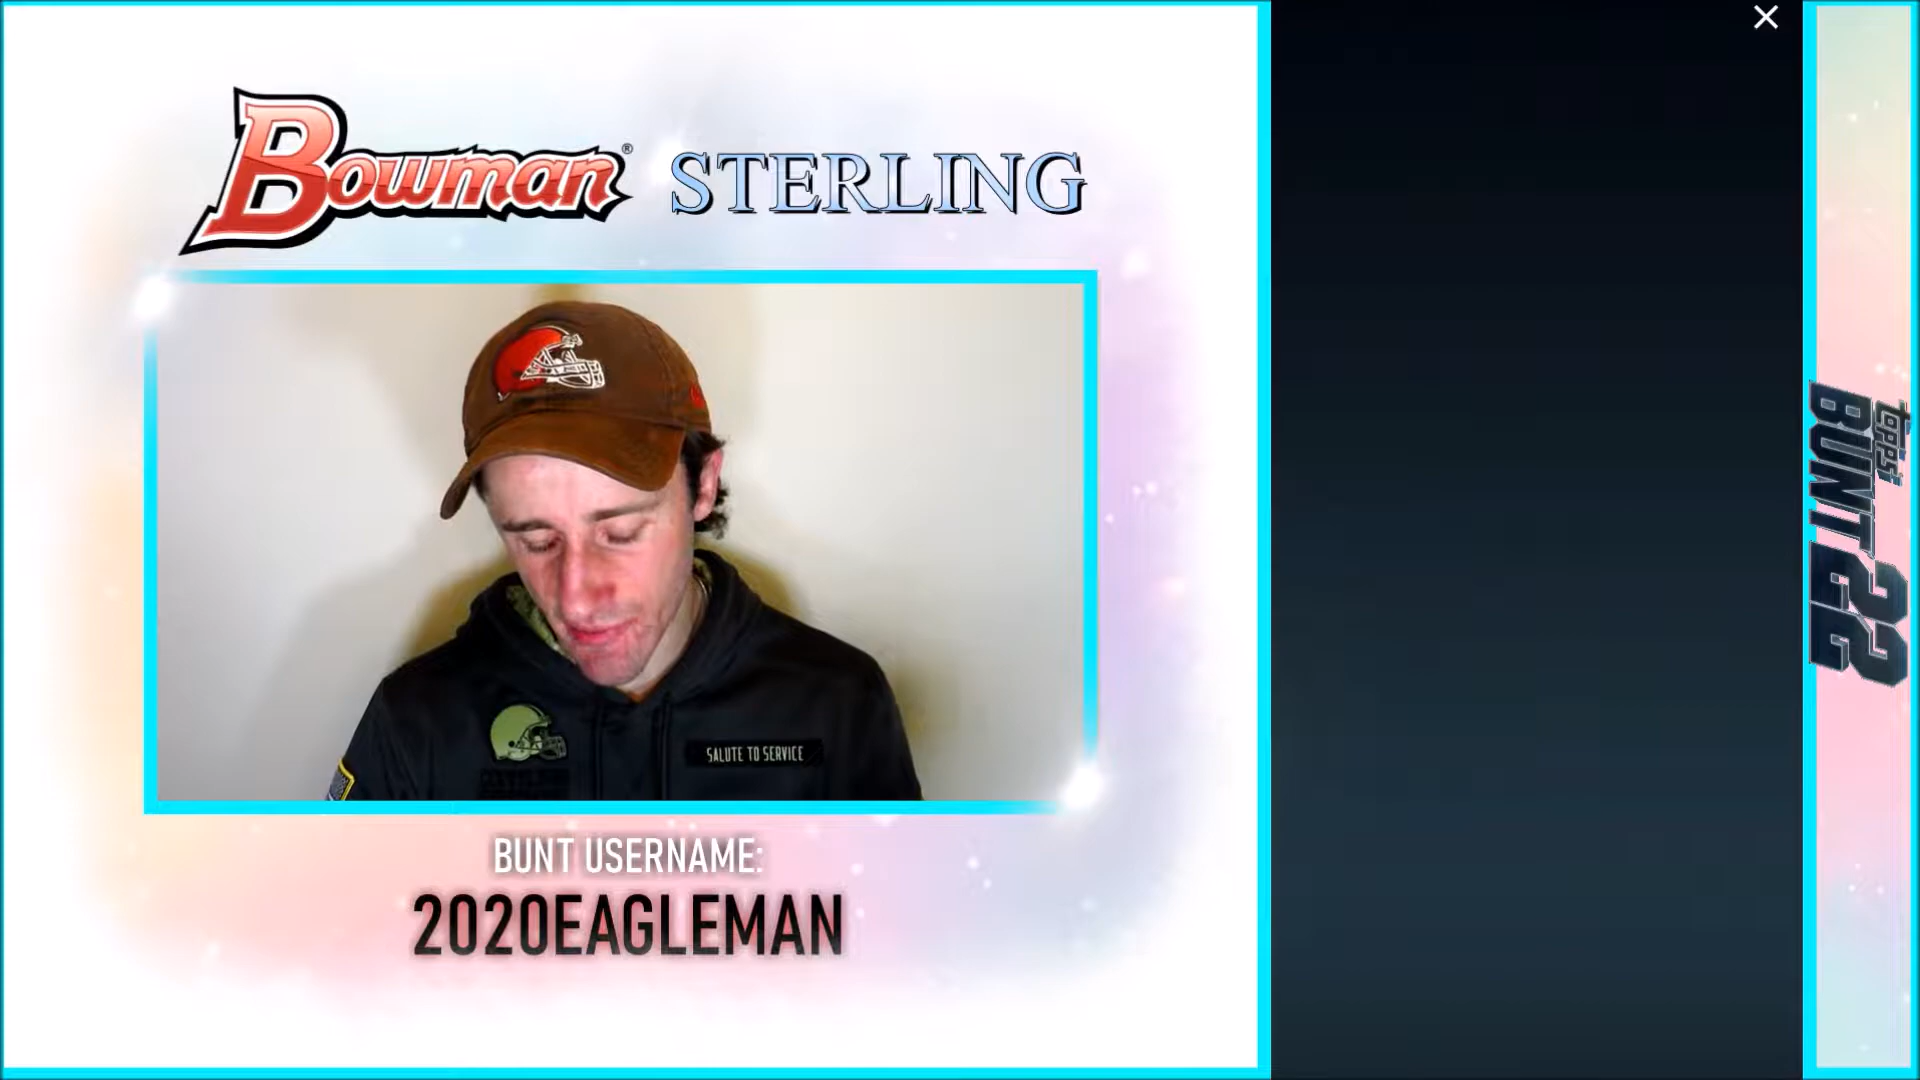 Bowman® STERLING
SALUTE TO SERVICE
BUNT USERNAME:
2020EAGLEMAN
topps
BUNT 22